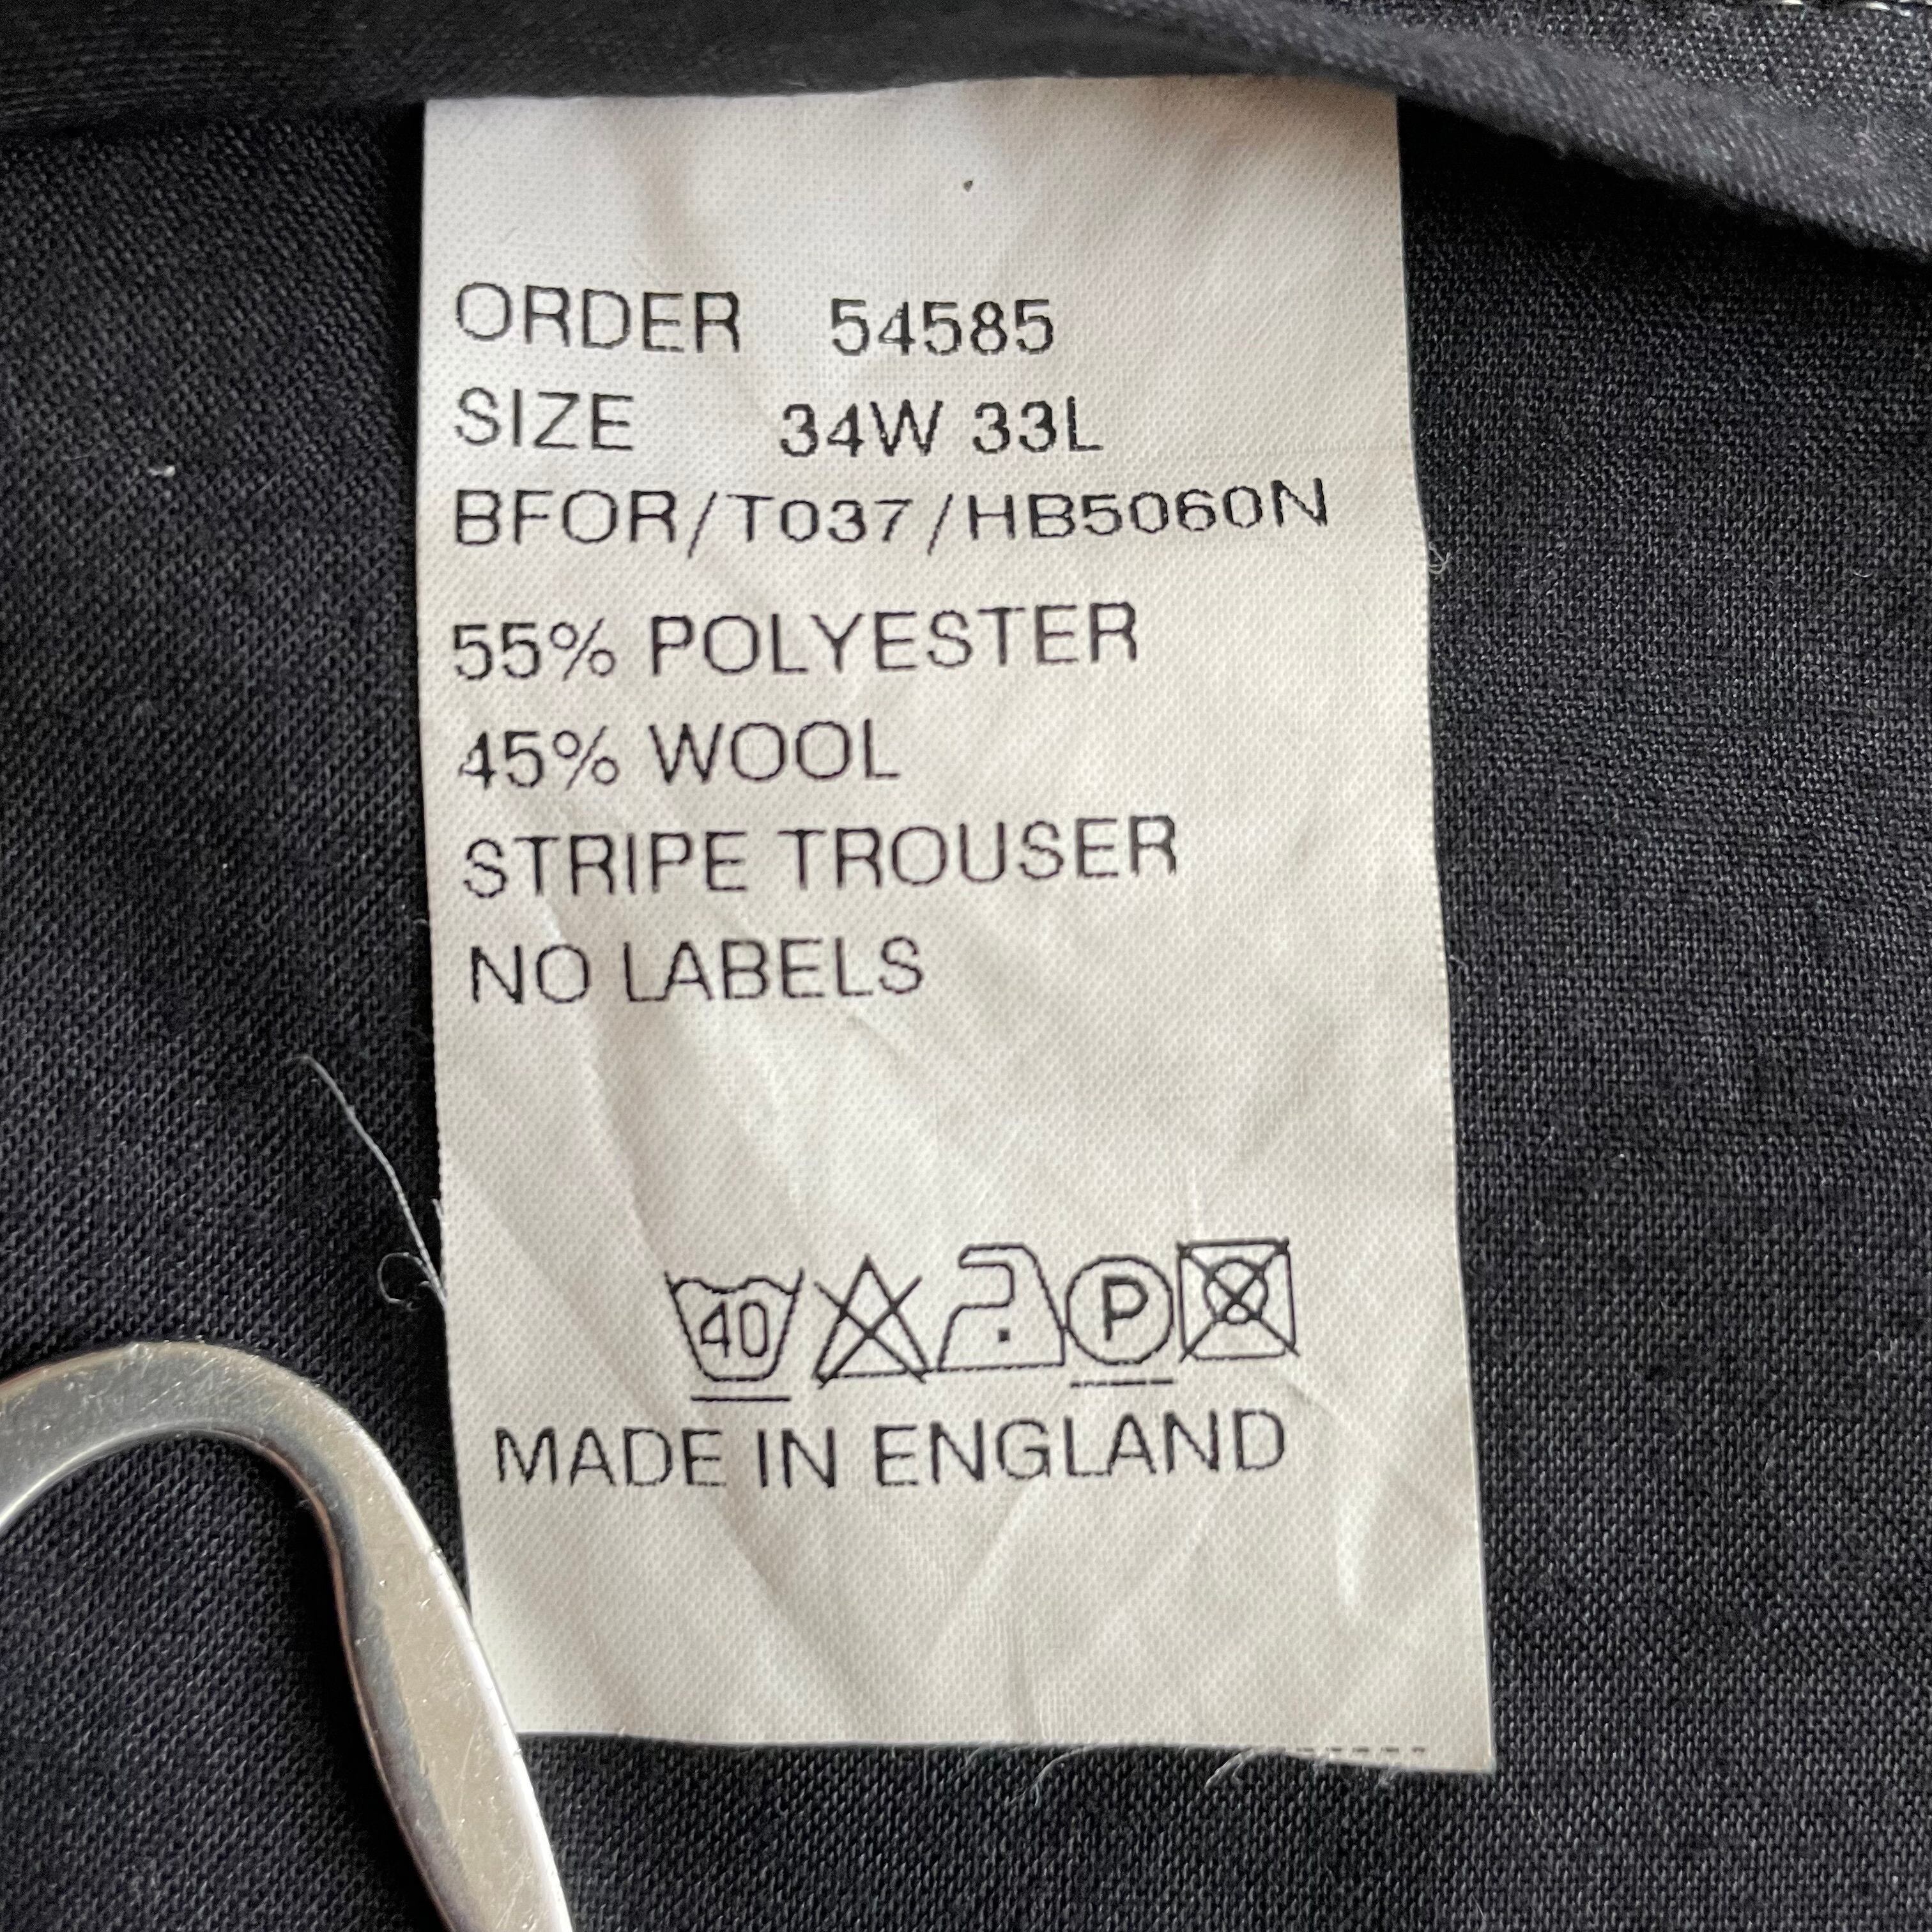 ORDER 54585
SIZE 34W 33L
BFOR/T037/HB5060N
55% POLYESTER
45% WOOL
STRIPE TROUSER
NO LABELS
40 P
MADE IN ENGLAND